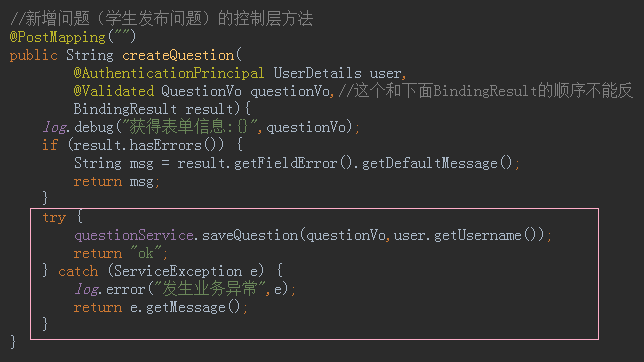 //新增问题（学生发布问题）的控制层方法
@PostMapping("")
public String createQuestion(
@AuthenticationPrincipal UserDetails user,
@Validated QuestionVo questionVo,//这个和下面BindingResult的顺序不能反
BindingResult result){
log.debug("获得表单信息:{}",questionVo);
if (result.hasErrors()) {
String msg = result.getFieldError().getDefaultMessage();
return msg;
}
try {
questionService.saveQuestion(questionVo,user.getUsername());
return "ok";
} catch (ServiceException e) {
log.error("发生业务异常",e);
return e.getMessage();
}
}